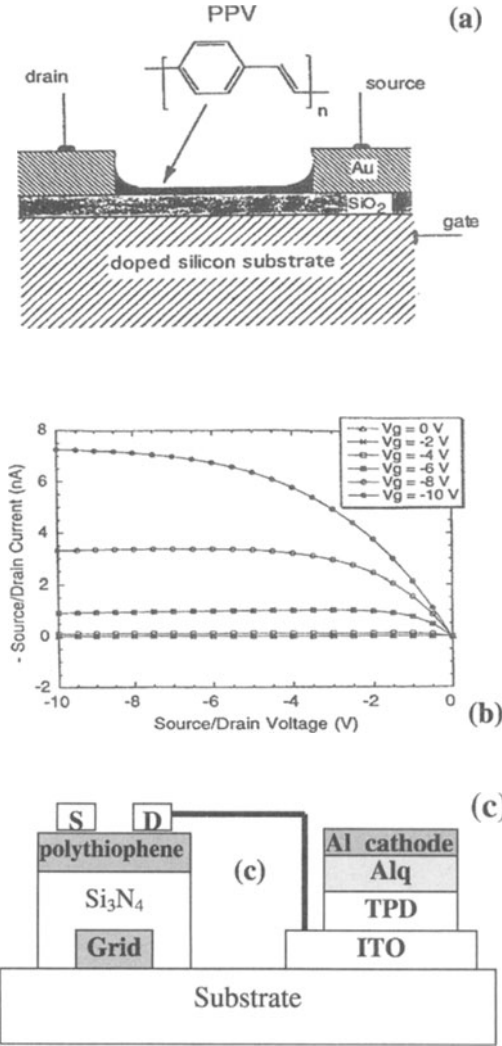 PPV
(a)
drain
source
n
Au
SiO₂
gate
doped silicon substrate
8
6
4
2
0
-2
- Source/Drain Current (nA)
Vg = 0 V
Vg = -2 V
Vg = -4 V
Vg = -6 V
Vg = -8 V
Vg = -10 V
-10 -8 -6 -4 -2 0
Source/Drain Voltage (V)
(b)
(c)
S D
polythiophene
Si₃N₄
Grid
(c)
Al cathode
Alq
TPD
ITO
Substrate